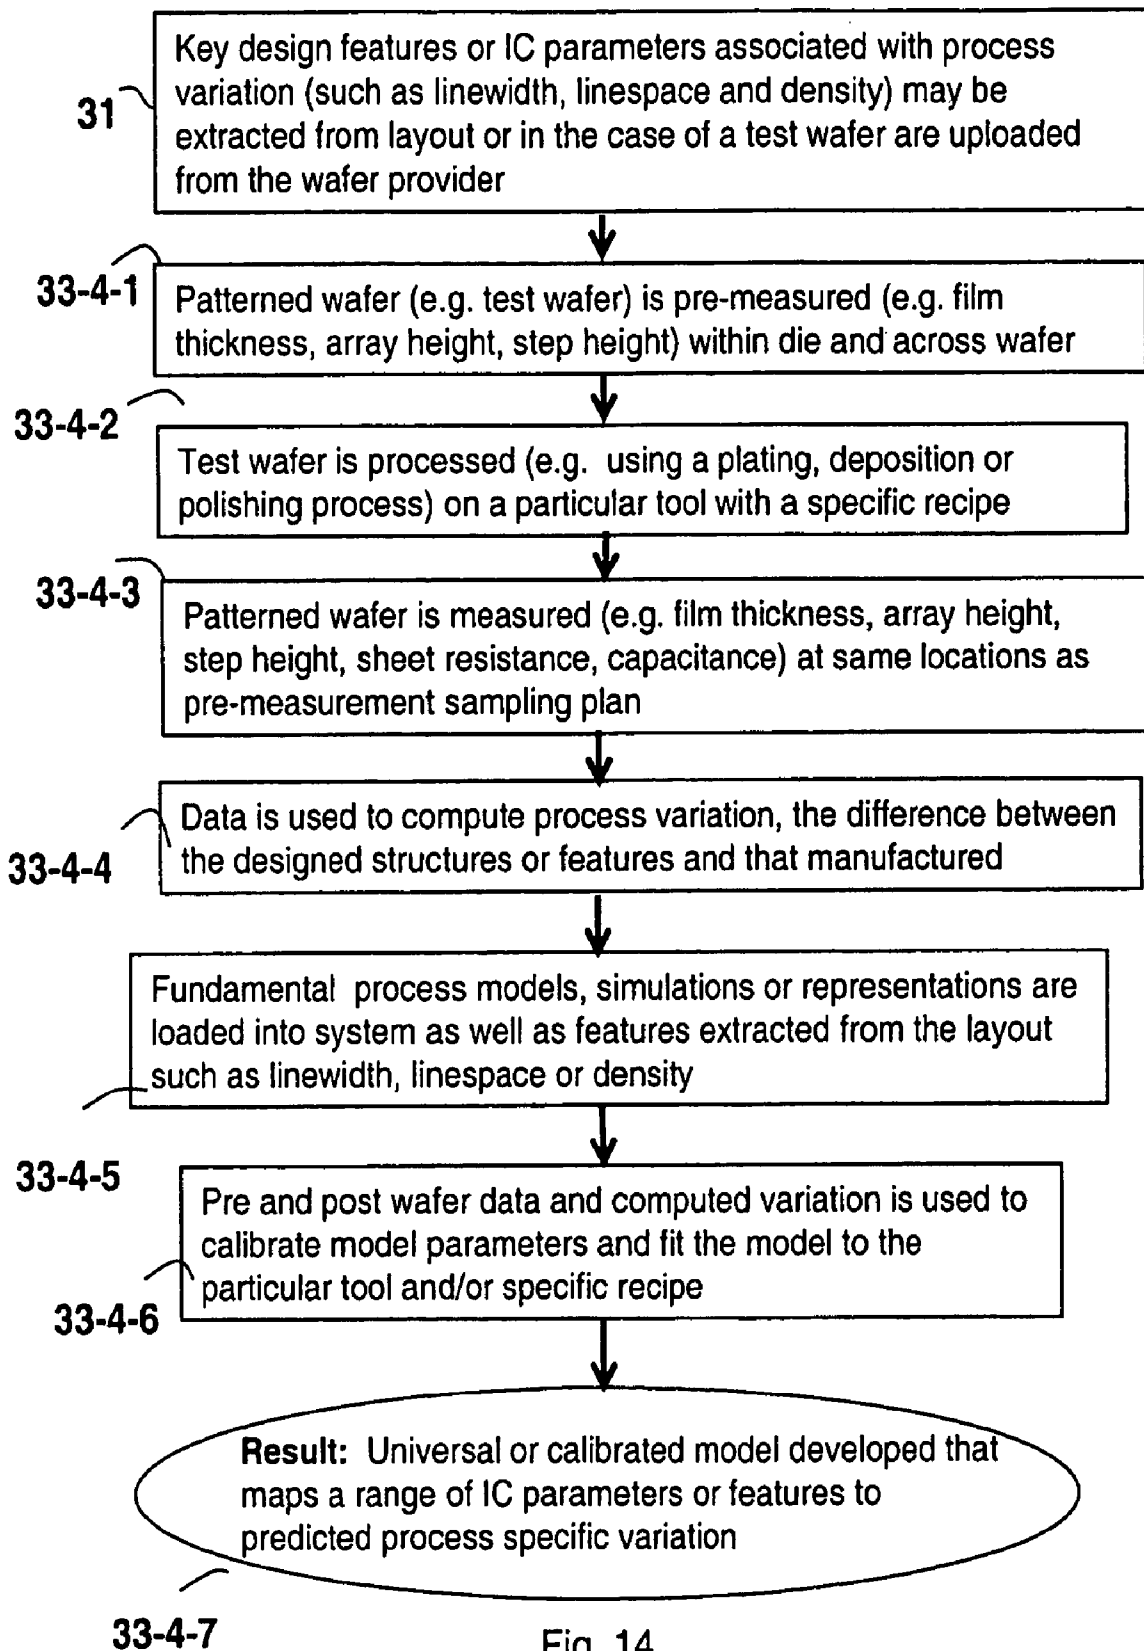 Key design features or IC parameters associated with process
variation (such as linewidth, linespace and density) may be
extracted from layout or in the case of a test wafer are uploaded
from the wafer provider
31
33-4-1
Patterned wafer (e.g. test wafer) is pre-measured (e.g. film
thickness, array height, step height) within die and across wafer
33-4-2
Test wafer is processed (e.g. using a plating, deposition or
polishing process) on a particular tool with a specific recipe
33-4-3
Patterned wafer is measured (e.g. film thickness, array height,
step height, sheet resistance, capacitance) at same locations as
pre-measurement sampling plan
Data is used to compute process variation, the difference between
the designed structures or features and that manufactured
33-4-4
Fundamental process models, simulations or representations are
loaded into system as well as features extracted from the layout
such as linewidth, linespace or density
33-4-5
Pre and post wafer data and computed variation is used to
calibrate model parameters and fit the model to the
particular tool and/or specific recipe
33-4-6
Result: Universal or calibrated model developed that
maps a range of IC parameters or features to
predicted process specific variation
33-4-7
Fig. 14